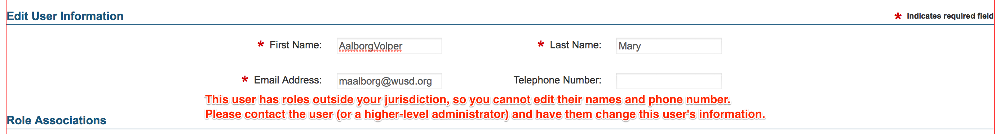 Edit User Information
* Indicates required field
* First Name: AalborgVolper * Last Name: Mary
* Email Address: maalborg@wusd.org Telephone Number:
This user has roles outside your jurisdiction, so you cannot edit their names and phone number.
Please contact the user (or a higher-level administrator) and have them change this user's information.
Role Associations